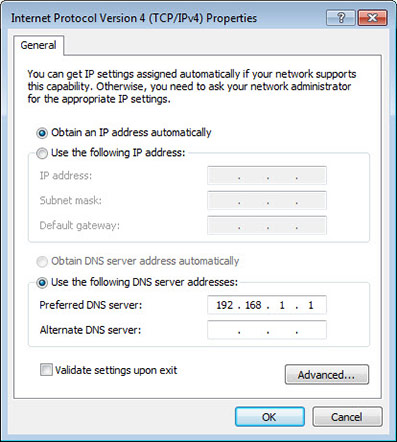 Internet Protocol Version 4 (TCP/IPv4) Properties
General
You can get IP settings assigned automatically if your network supports
this capability. Otherwise, you need to ask your network administrator
for the appropriate IP settings.
Obtain an IP address automatically
Use the following IP address:
IP address: . . .
Subnet mask: . . .
Default gateway: . . .
Obtain DNS server address automatically
Use the following DNS server addresses:
Preferred DNS server: 192 . 168 . 1 . 1
Alternate DNS server: . . .
Validate settings upon exit
Advanced...
OK Cancel